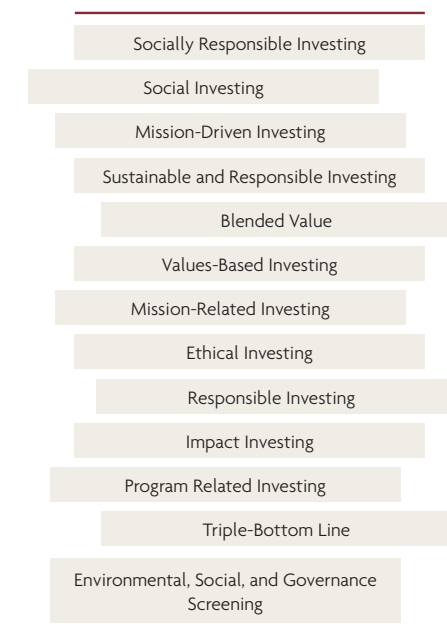 Socially Responsible Investing
Social Investing
Mission-Driven Investing
Sustainable and Responsible Investing
Blended Value
Values-Based Investing
Mission-Related Investing
Ethical Investing
Responsible Investing
Impact Investing
Program Related Investing
Triple-Bottom Line
Environmental, Social, and Governance
Screening